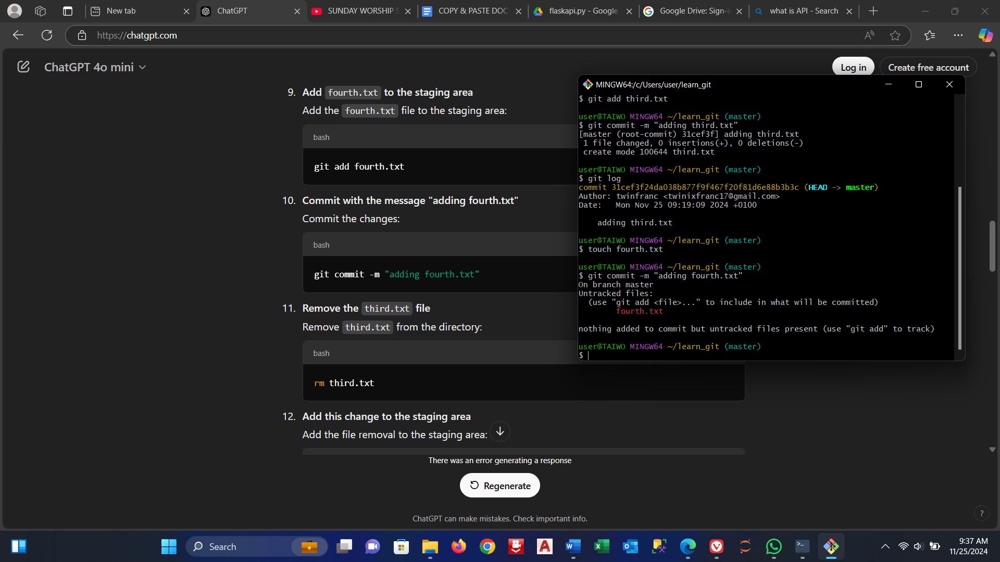 New tab
ChatGPT
SUNDAY WORSHIP S
COPY & PASTE DOC
flaskapi.py - Google
Google Drive: Sign-i
what is API - Search
https://chatgpt.com
ChatGPT 4o mini
Log in
Create free account
9. Add fourth.txt to the staging area
Add the fourth.txt file to the staging area:
bash
git add fourth.txt
10. Commit with the message "adding fourth.txt"
Commit the changes:
bash
git commit -m "adding fourth.txt"
11. Remove the third.txt file
Remove third.txt from the directory:
bash
rm third.txt
12. Add this change to the staging area
Add the file removal to the staging area:
There was an error generating a response
Regenerate
ChatGPT can make mistakes. Check important info.
?
MINGW64:/c/Users/user/learn_git
$ git add third.txt
user@TAIWO MINGW64 ~/learn_git (master)
$ git commit -m "adding third.txt"
[master (root-commit) 31cef3f] adding third.txt
1 file changed, 0 insertions(+), 0 deletions(-)
create mode 100644 third.txt
user@TAIWO MINGW64 ~/learn_git (master)
$ git log
commit 31cef3f24da038b877f9f467f20f81d6e88b3b3c (HEAD -> master)
Author: twinfranc <twinixfranc17@gmail.com>
Date:   Mon Nov 25 09:19:09 2024 +0100
adding third.txt
user@TAIWO MINGW64 ~/learn_git (master)
$ touch fourth.txt
user@TAIWO MINGW64 ~/learn_git (master)
$ git commit -m "adding fourth.txt"
On branch master
Untracked files:
(use "git add <file>..." to include in what will be committed)
fourth.txt
nothing added to commit but untracked files present (use "git add" to track)
user@TAIWO MINGW64 ~/learn_git (master)
$
Search
9:37 AM
11/25/2024